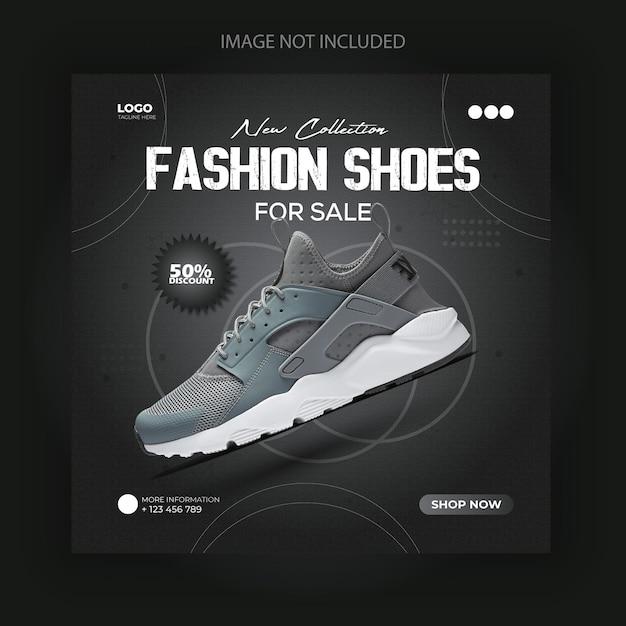 IMAGE NOT INCLUDED
LOGO
TAGLINE HERE
New Collection
FASHION SHOES
FOR SALE
50%
DISCOUNT
MORE INFORMATION
+ 123 456 789
SHOP NOW